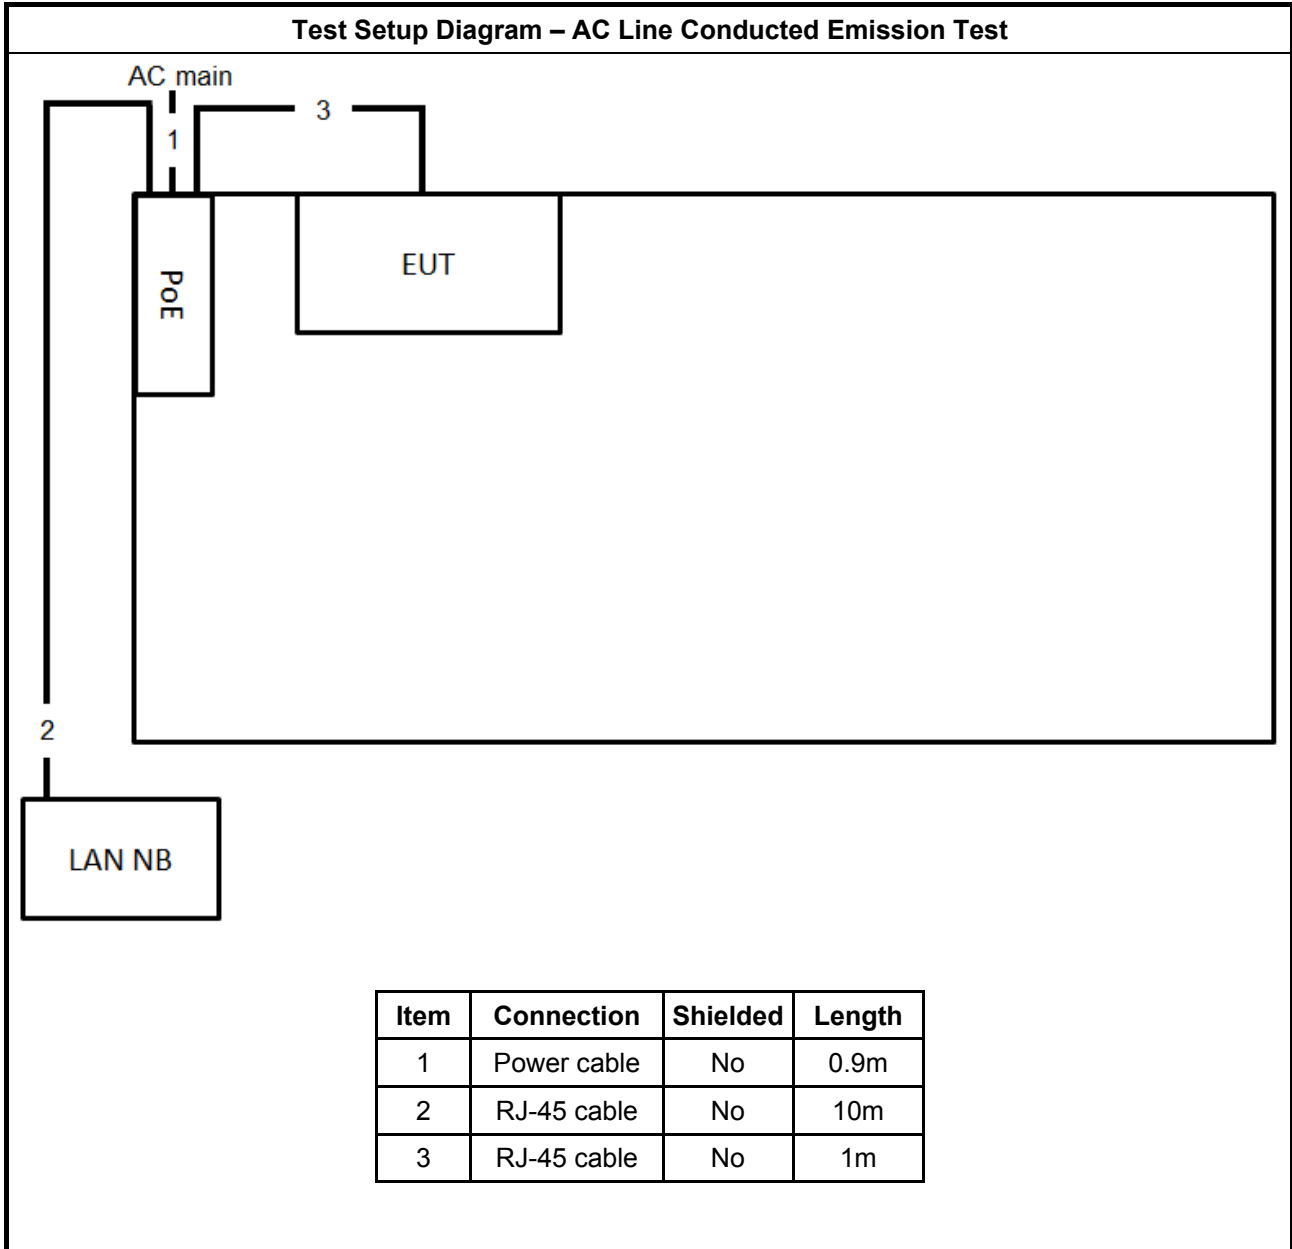 Test Setup Diagram – AC Line Conducted Emission Test
AC main
3
1
PoE
EUT
2
LAN NB
Item Connection Shielded Length
1 Power cable No 0.9m
2 RJ-45 cable No 10m
3 RJ-45 cable No 1m